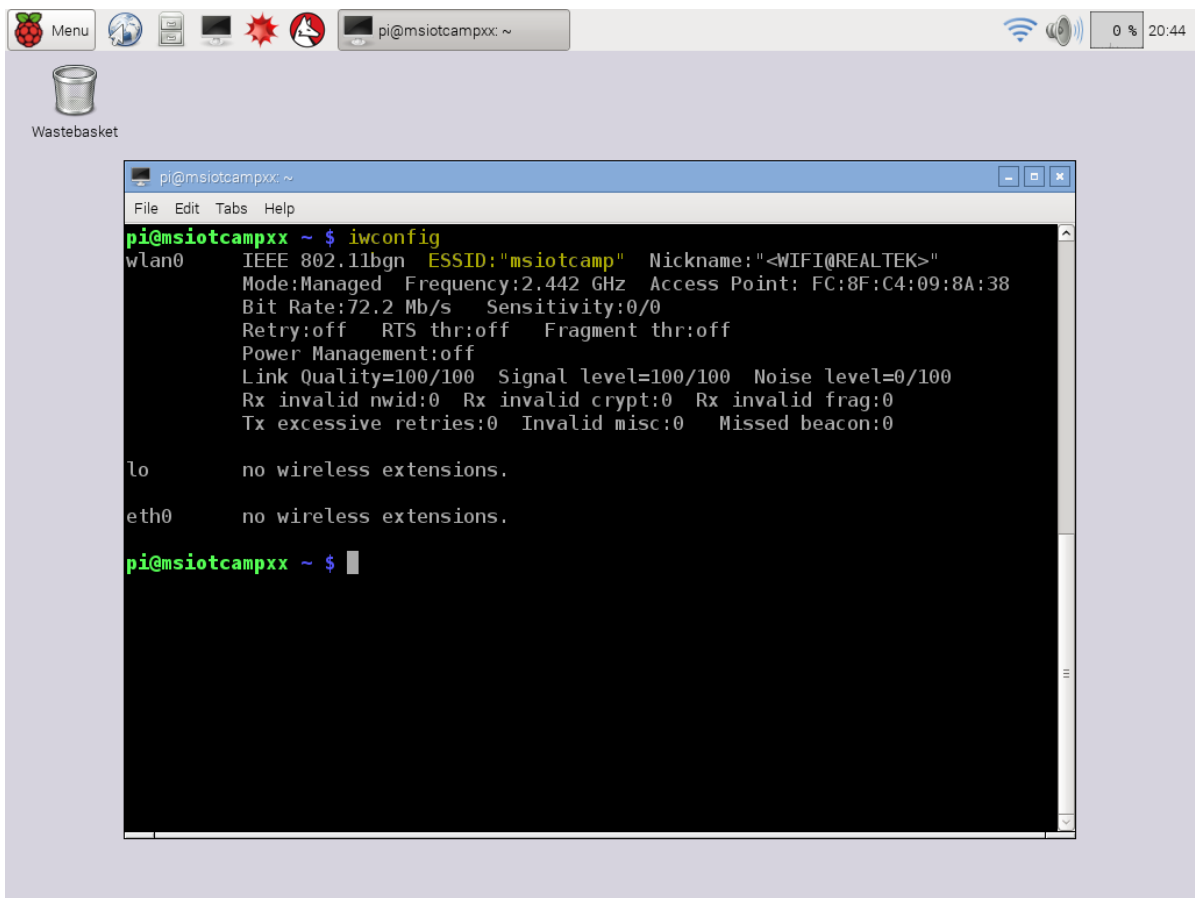 Menu pi@msiotcampxx: ~ 0 % 20:44
Wastebasket
pi@msiotcampxx: ~
File Edit Tabs Help
pi@msiotcampxx ~ $ iwconfig
wlan0 IEEE 802.11bgn ESSID:"msiotcamp" Nickname:"<WIFI@REALTEK>"
Mode:Managed Frequency:2.442 GHz Access Point: FC:8F:C4:09:8A:38
Bit Rate:72.2 Mb/s Sensitivity:0/0
Retry:off RTS thr:off Fragment thr:off
Power Management:off
Link Quality=100/100 Signal level=100/100 Noise level=0/100
Rx invalid nwid:0 Rx invalid crypt:0 Rx invalid frag:0
Tx excessive retries:0 Invalid misc:0 Missed beacon:0
lo no wireless extensions.
eth0 no wireless extensions.
pi@msiotcampxx ~ $